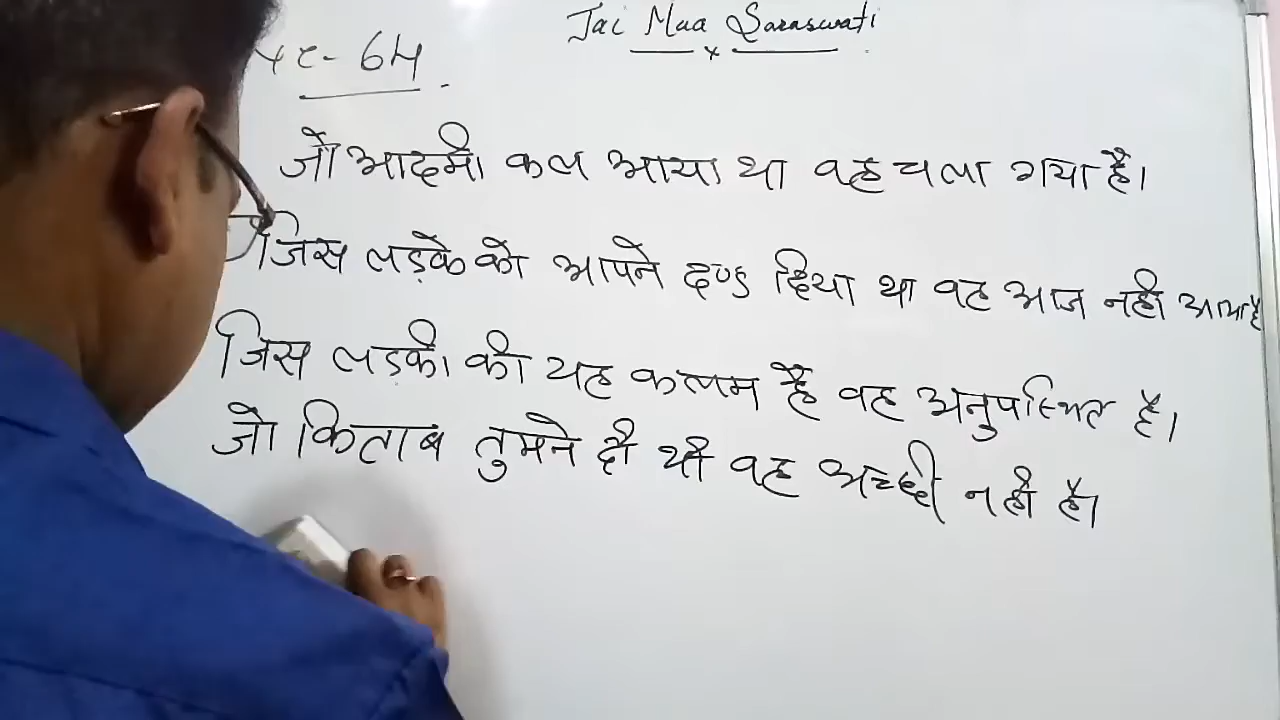 Jai Maa Saraswati
xe- 64
जो आदमी कल आया था वह चला गया है।
जिस लड़के को आपने दण्ड दिया था वह आज नही आया है
जिस लड़की की यह कलम है वह अनुपस्थित है।
जो किताब तुमने दी थी वह अच्छी नही है।